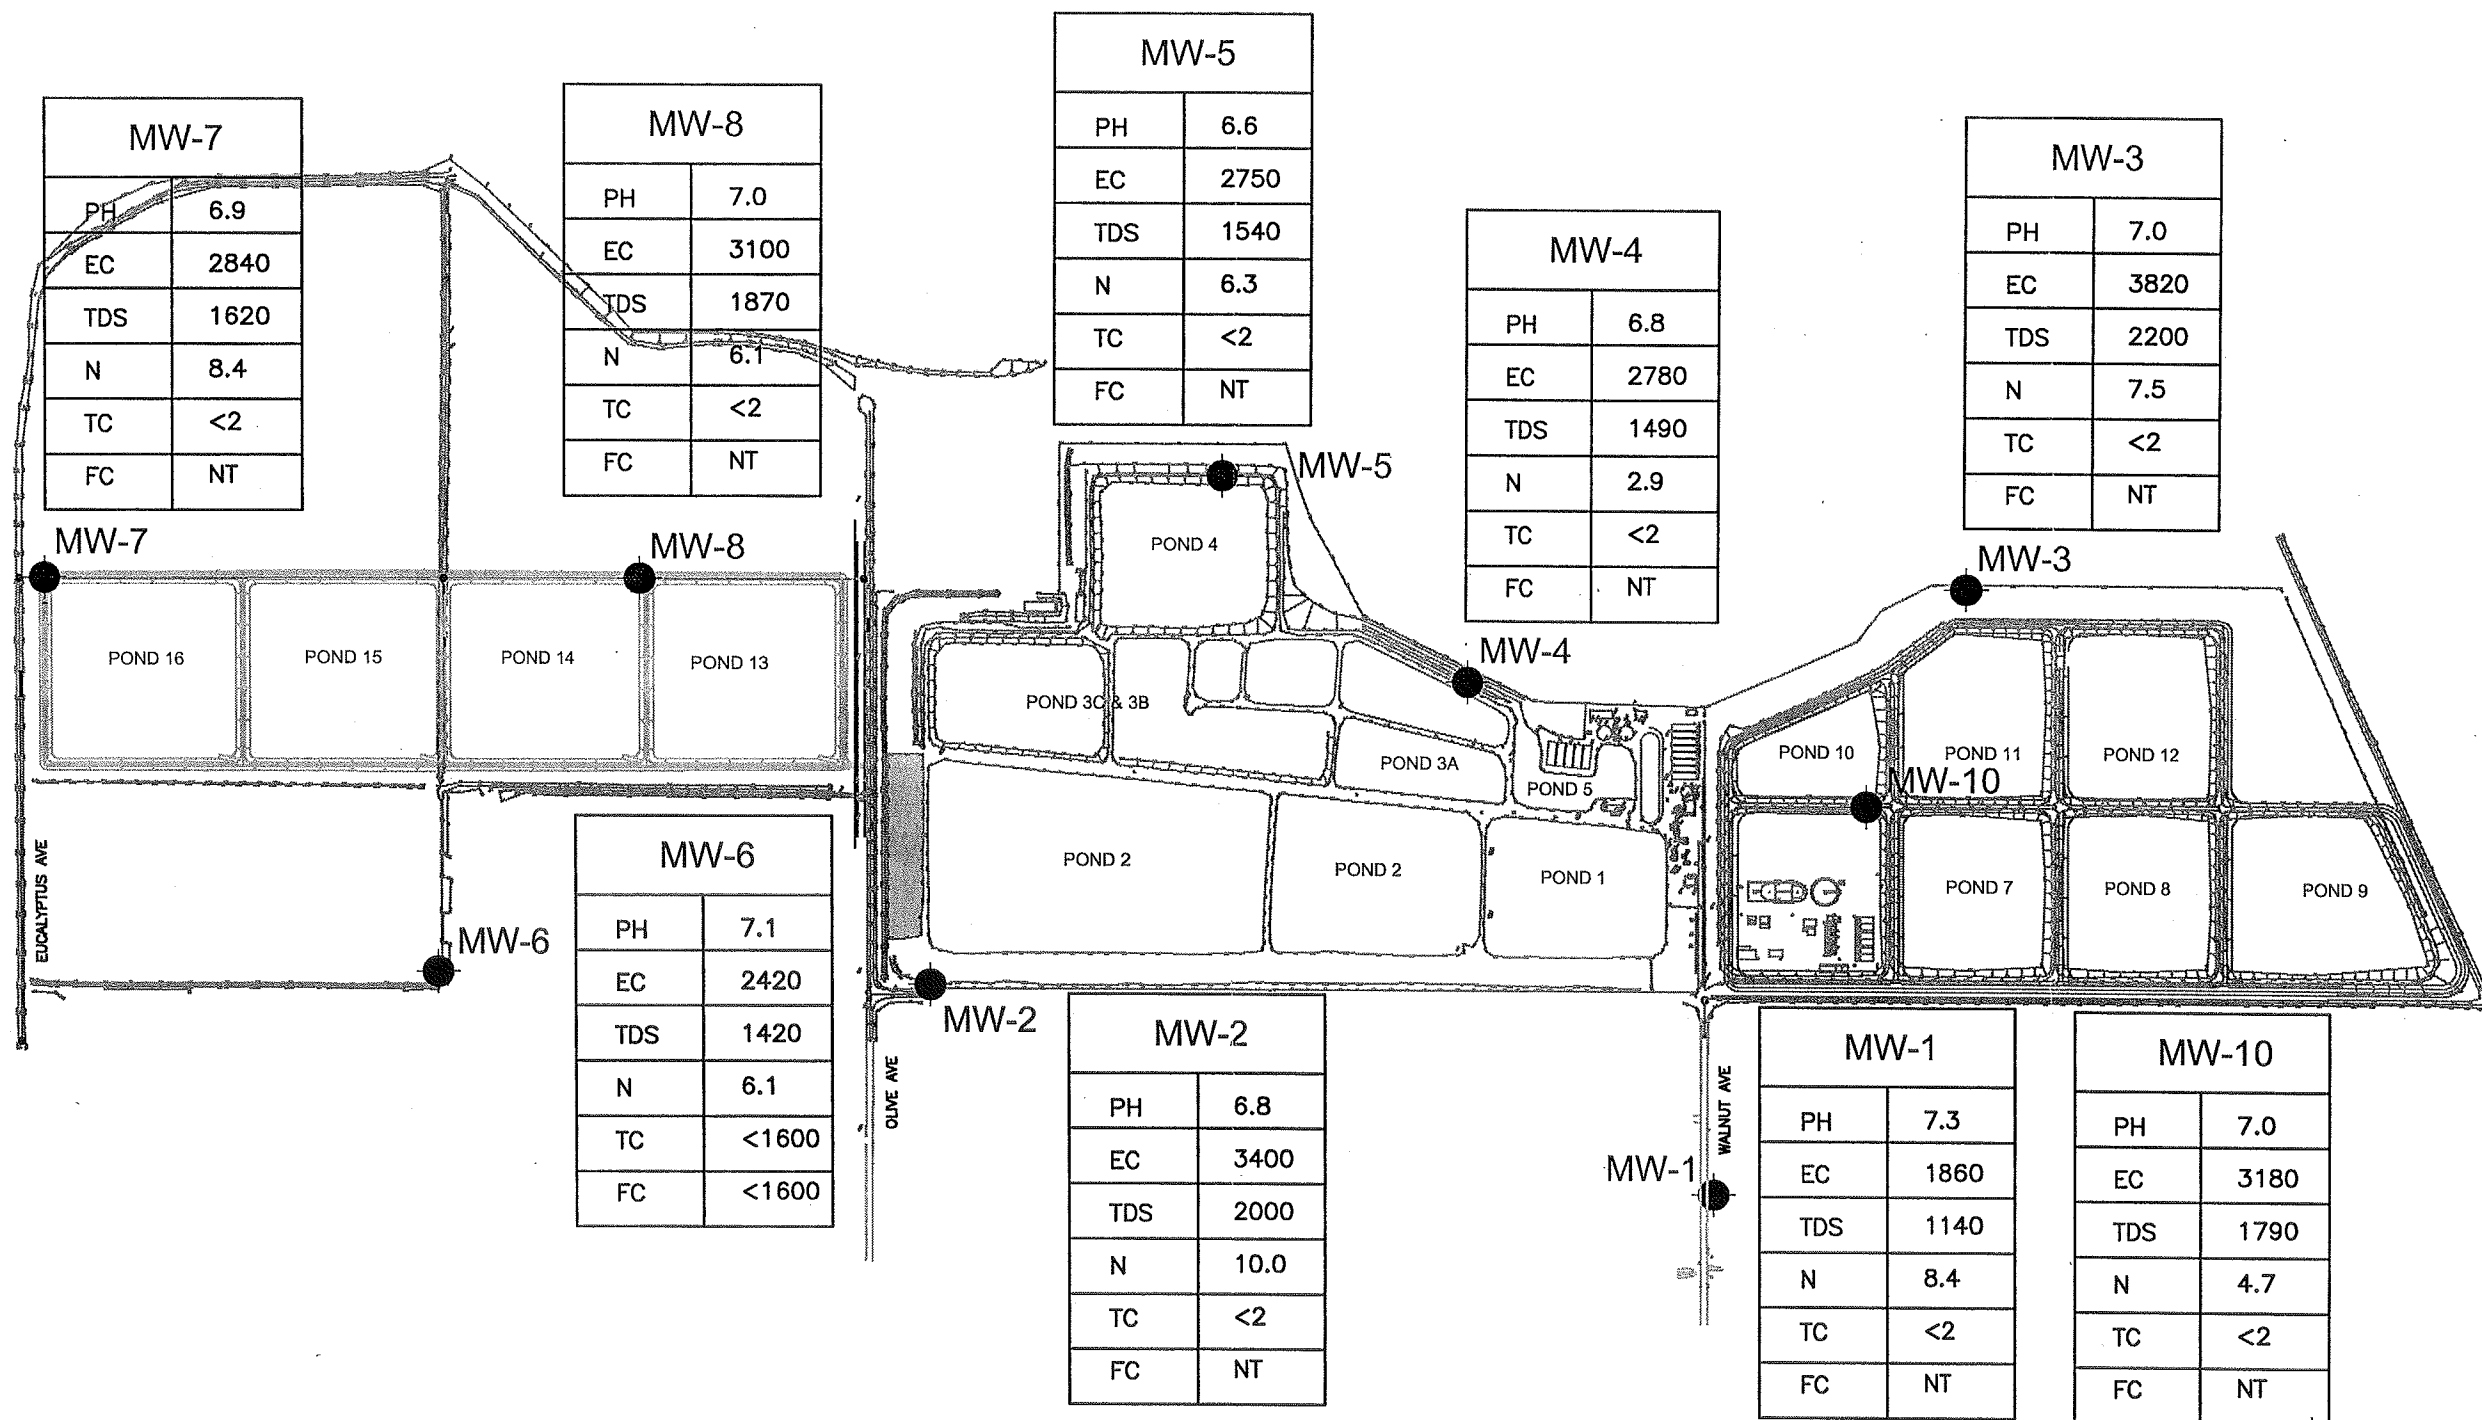 MW-7
PH 6.9
EC 2840
TDS 1620
N 8.4
TC <2
FC NT
MW-8
PH 7.0
EC 3100
TDS 1870
N 6.1
TC <2
FC NT
MW-5
PH 6.6
EC 2750
TDS 1540
N 6.3
TC <2
FC NT
MW-4
PH 6.8
EC 2780
TDS 1490
N 2.9
TC <2
FC NT
MW-3
PH 7.0
EC 3820
TDS 2200
N 7.5
TC <2
FC NT
MW-7
MW-8
MW-5
MW-4
MW-3
POND 4
POND 16
POND 15
POND 14
POND 13
POND 3C & 3B
POND 3A
POND 5
POND 10
POND 11
POND 12
MW-10
POND 2
POND 2
POND 1
POND 7
POND 8
POND 9
EUCALYPTUS AVE
MW-6
MW-2
OLIVE AVE
WALNUT AVE
MW-1
MW-6
PH 7.1
EC 2420
TDS 1420
N 6.1
TC <1600
FC <1600
MW-2
PH 6.8
EC 3400
TDS 2000
N 10.0
TC <2
FC NT
MW-1
PH 7.3
EC 1860
TDS 1140
N 8.4
TC <2
FC NT
MW-10
PH 7.0
EC 3180
TDS 1790
N 4.7
TC <2
FC NT